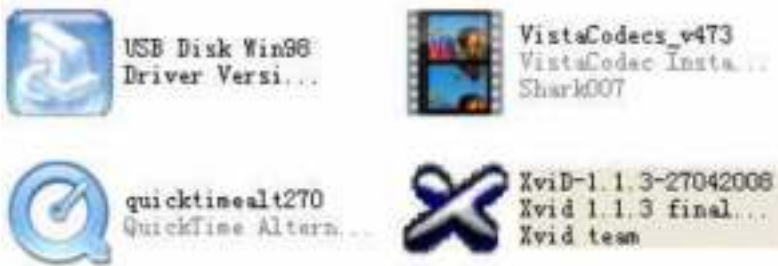 USB Disk Win98
Driver Versi...
VistaCodecs_v473
VistaCodec Insta...
Shark007
quicktimealt270
QuickTime Altern...
XviD-1.1.3-27042008
Xvid 1.1.3 final...
Xvid team